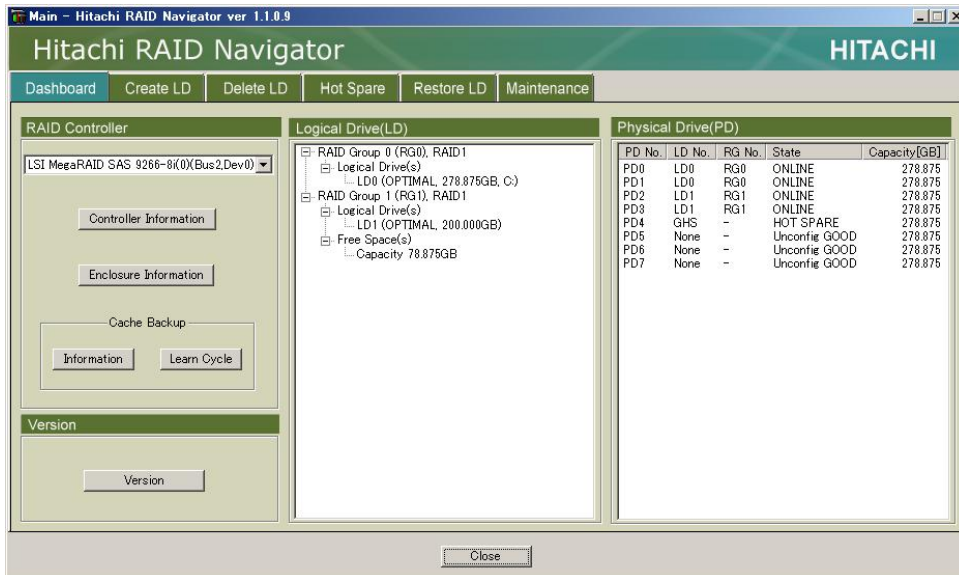 Main - Hitachi RAID Navigator ver 1.1.0.9
Hitachi RAID Navigator
HITACHI
Dashboard Create LD Delete LD Hot Spare Restore LD Maintenance
RAID Controller
LSI MegaRAID SAS 9266-8i(0)(Bus2,Dev0)
Controller Information
Enclosure Information
Cache Backup
Information Learn Cycle
Version
Version
Logical Drive(LD)
RAID Group 0 (RG0), RAID1
Logical Drive(s)
LD0 (OPTIMAL, 278.875GB, C:)
RAID Group 1 (RG1), RAID1
Logical Drive(s)
LD1 (OPTIMAL, 200.000GB)
Free Space(s)
Capacity 78.875GB
Physical Drive(PD)
PD No. LD No. RG No. State Capacity[GB]
PD0 LD0 RG0 ONLINE 278.875
PD1 LD0 RG0 ONLINE 278.875
PD2 LD1 RG1 ONLINE 278.875
PD3 LD1 RG1 ONLINE 278.875
PD4 GHS - HOT SPARE 278.875
PD5 None - Unconfig GOOD 278.875
PD6 None - Unconfig GOOD 278.875
PD7 None - Unconfig GOOD 278.875
Close